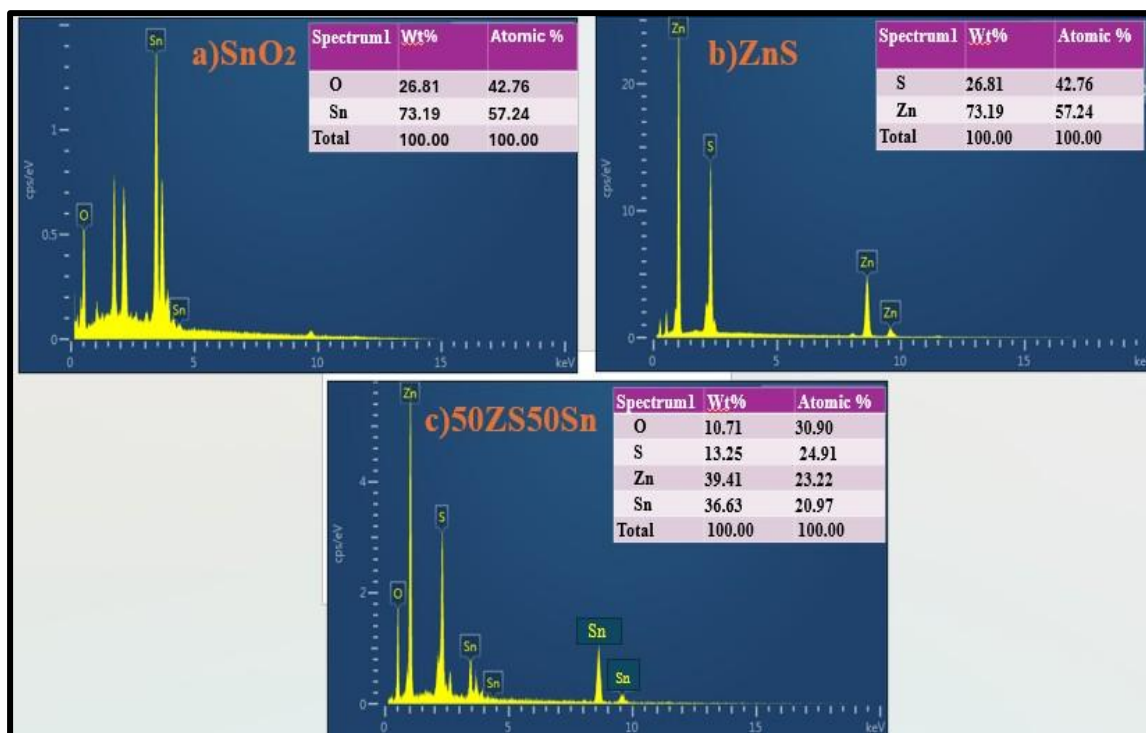 a)SnO2
Spectrum1 Wt% Atomic %
O 26.81 42.76
Sn 73.19 57.24
Total 100.00 100.00
Sn
O
Sn
1
0.5
0
cps/eV
0 5 10 15 keV
b)ZnS
Spectrum1 Wt% Atomic %
S 26.81 42.76
Zn 73.19 57.24
Total 100.00 100.00
Zn
S
Zn
Zn
20
10
0
cps/eV
0 5 10 15 ke
c)50ZS50Sn
Spectrum1 Wt% Atomic %
O 10.71 30.90
S 13.25 24.91
Zn 39.41 23.22
Sn 36.63 20.97
Total 100.00 100.00
Zn
S
O
Sn
Sn
Sn
Sn
4
2
0
cps/eV
0 5 10 15 keV